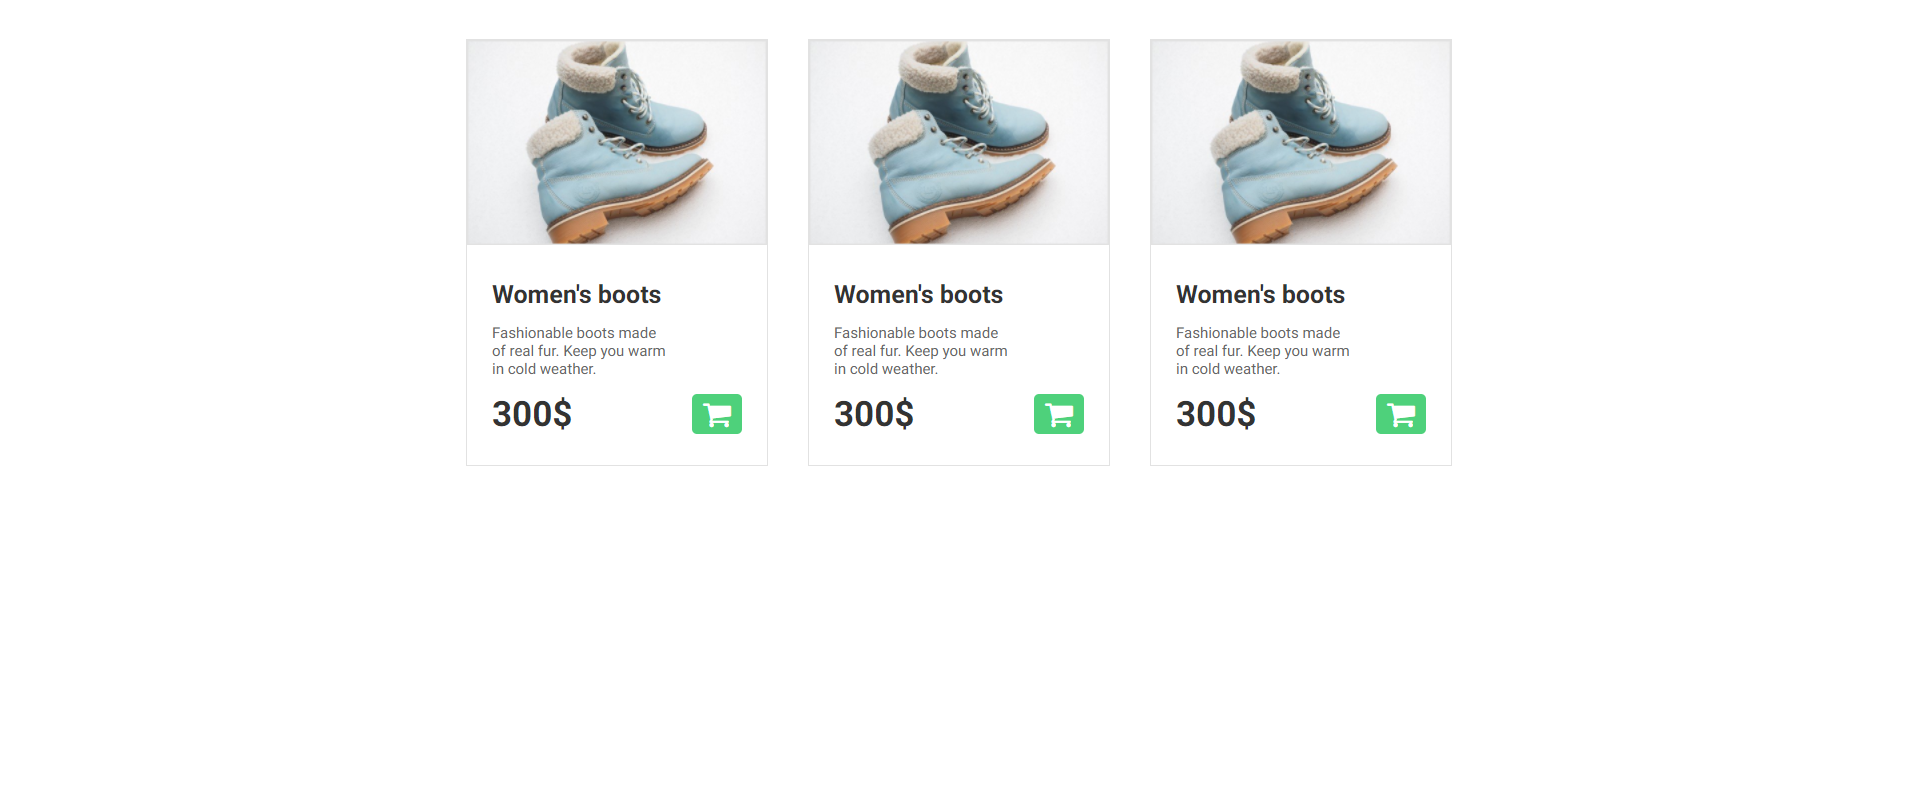 Women's boots
Fashionable boots made
of real fur. Keep you warm
in cold weather.
300$
Women's boots
Fashionable boots made
of real fur. Keep you warm
in cold weather.
300$
Women's boots
Fashionable boots made
of real fur. Keep you warm
in cold weather.
300$